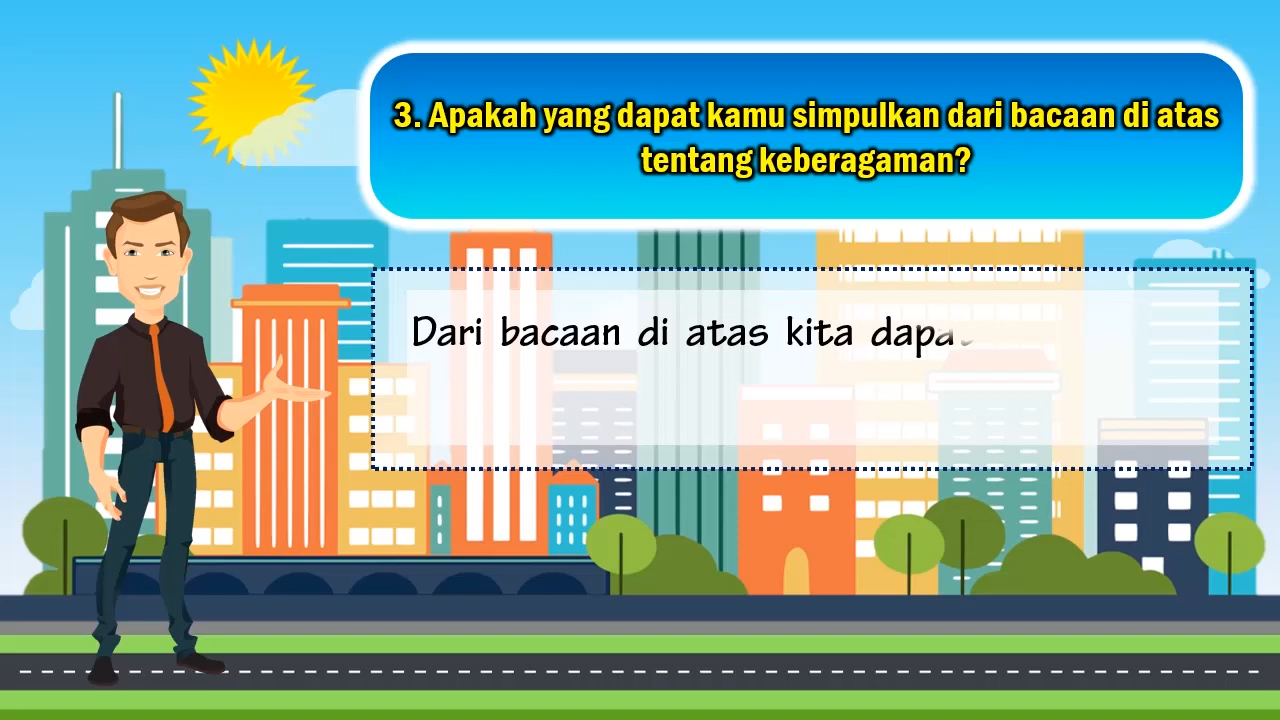 3. Apakah yang dapat kamu simpulkan dari bacaan di atas
tentang keberagaman?
Dari bacaan di atas kita